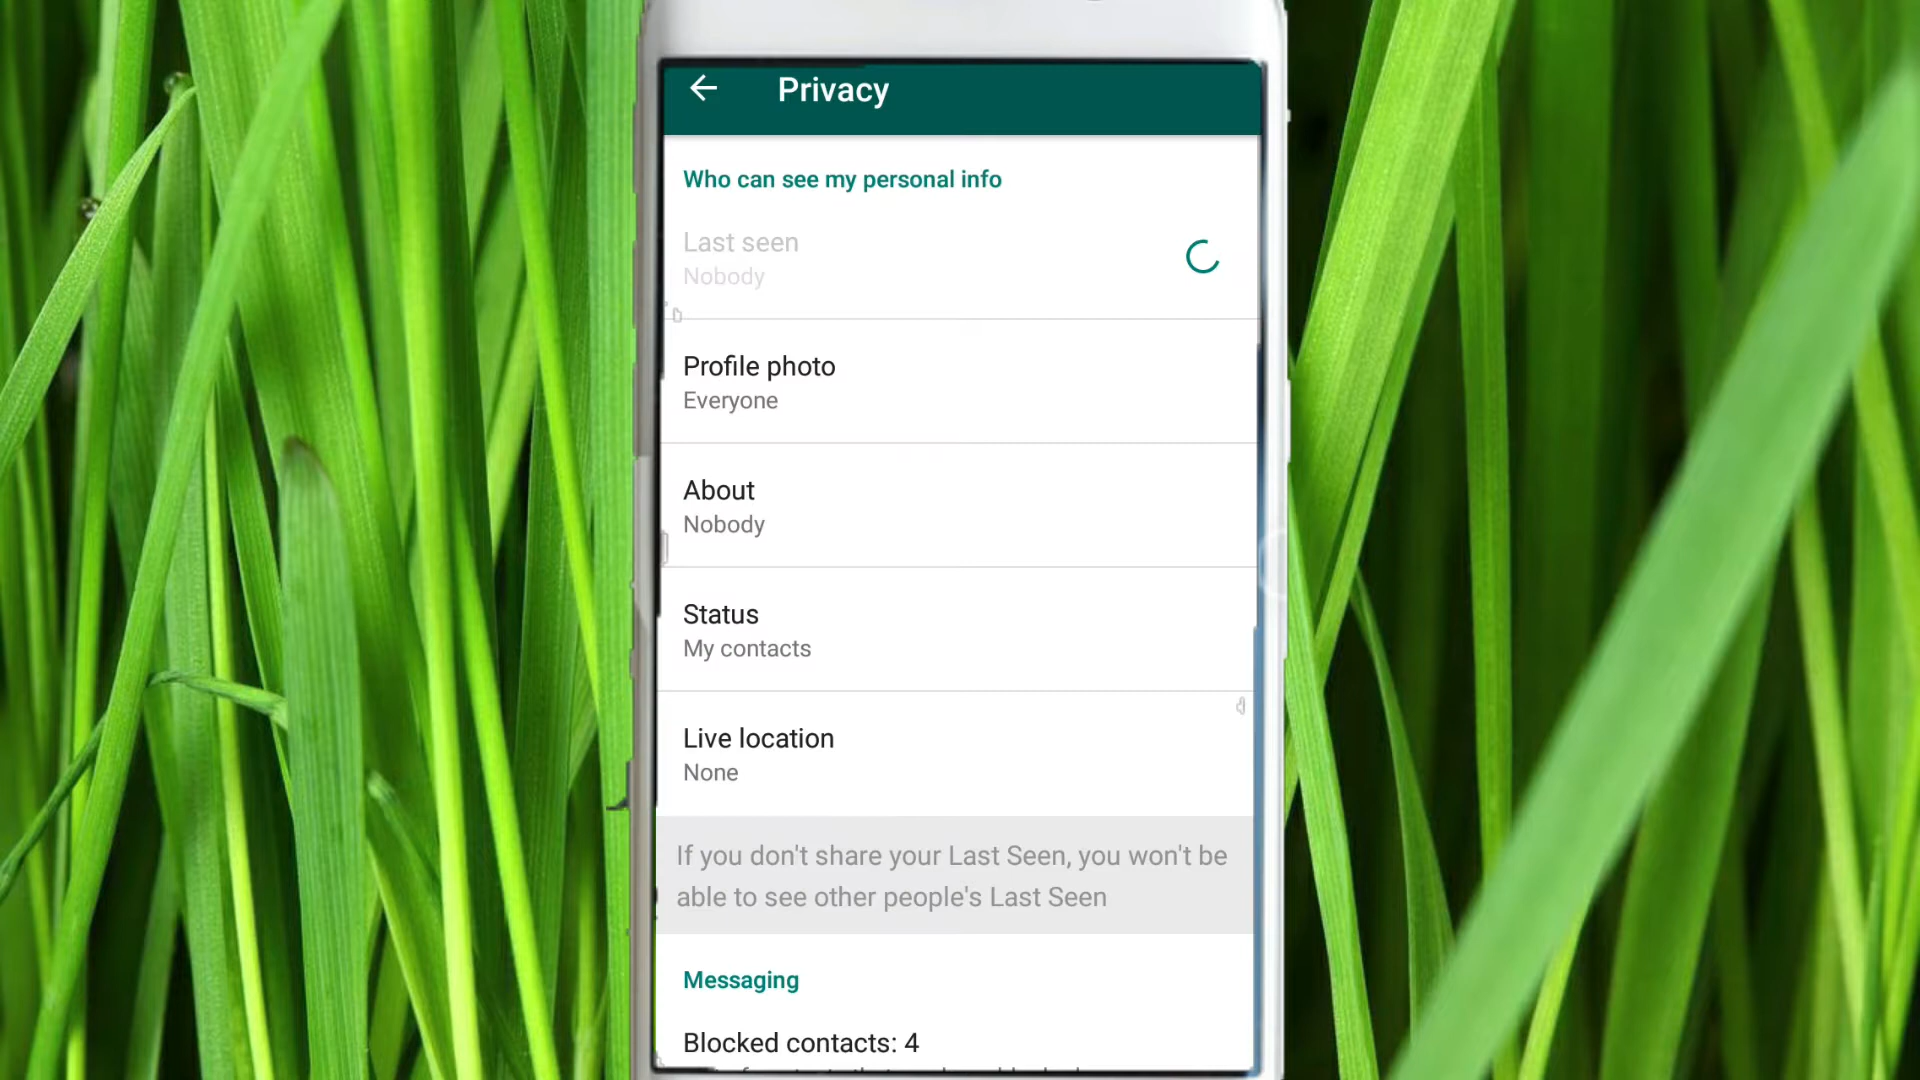 Privacy
Who can see my personal info
Last seen
Nobody
Profile photo
Everyone
About
Nobody
Status
My contacts
Live location
None
If you don't share your Last Seen, you won't be
able to see other people's Last Seen
Messaging
Blocked contacts: 4